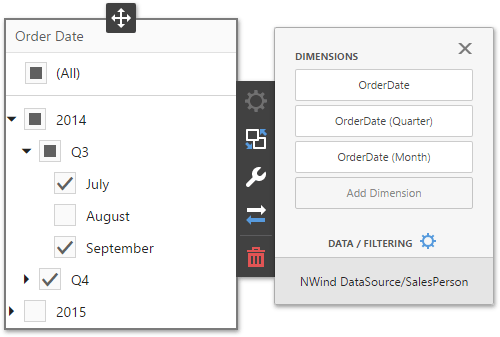 Order Date
(All)
2014
Q3
July
August
September
Q4
2015
DIMENSIONS
OrderDate
OrderDate (Quarter)
OrderDate (Month)
Add Dimension
DATA / FILTERING
NWind DataSource/SalesPerson